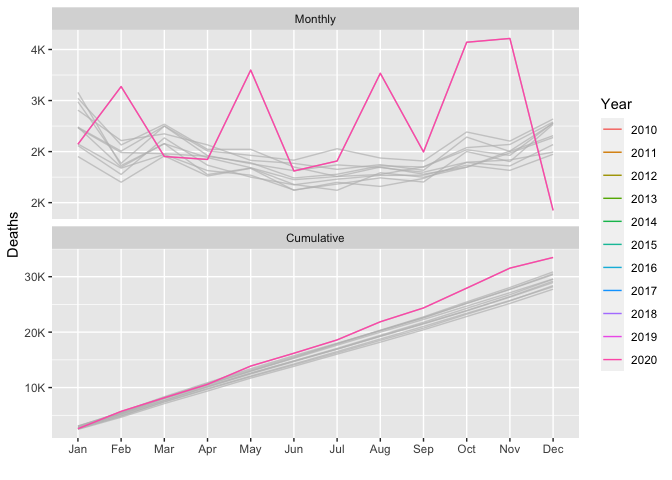 Monthly
4K
3K
2K
2K
Deaths
Cumulative
30K
20K
10K
Jan Feb Mar Apr May Jun Jul Aug Sep Oct Nov Dec
Year
2010
2011
2012
2013
2014
2015
2016
2017
2018
2019
2020